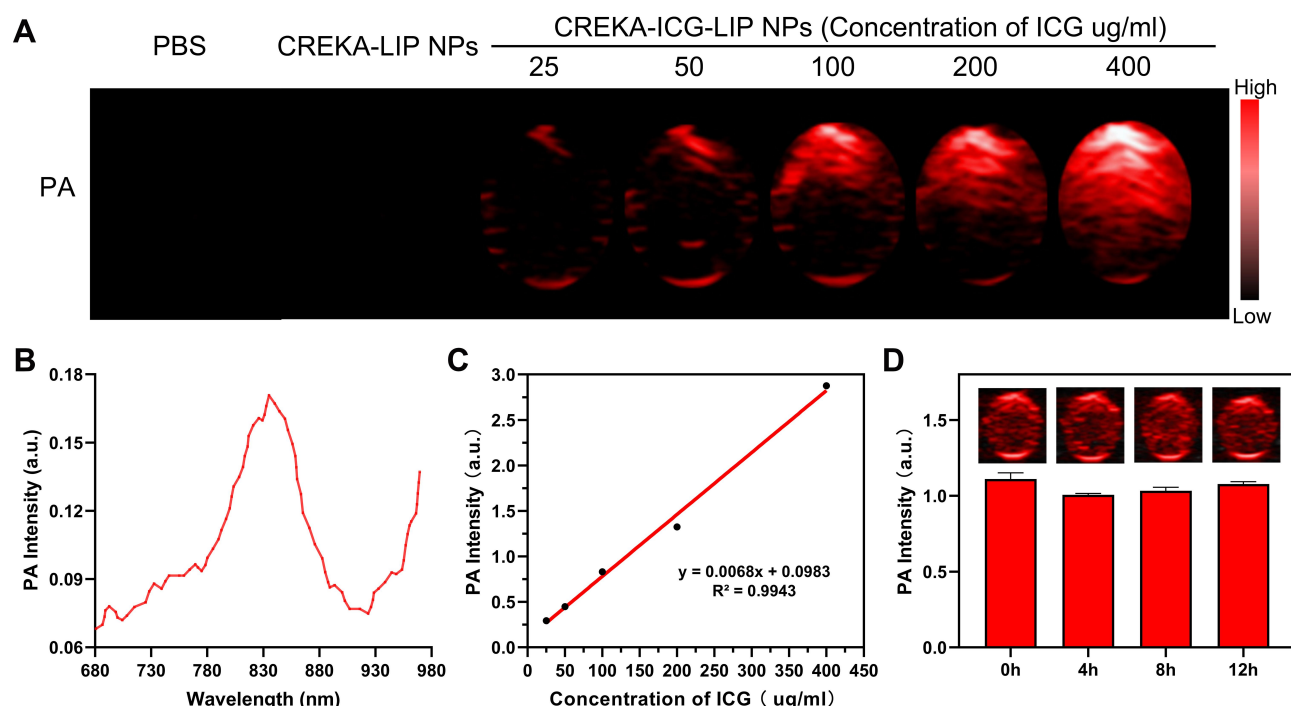 A
PBS
CREKA-LIP NPs
CREKA-ICG-LIP NPs (Concentration of ICG ug/ml)
25 50 100 200 400
PA
High
Low
B
PA Intensity (a.u.)
0.18
0.15
0.12
0.09
0.06
680 730 780 830 880 930 980
Wavelength (nm)
C
PA Intensity（a.u.）
3.0
2.5
2.0
1.5
1.0
0.5
0.0
y = 0.0068x + 0.0983
R² = 0.9943
0 50 100 150 200 250 300 350 400 450
Concentration of ICG（ ug/ml）
D
PA Intensity（a.u.）
1.5
1.0
0.5
0.0
0h 4h 8h 12h